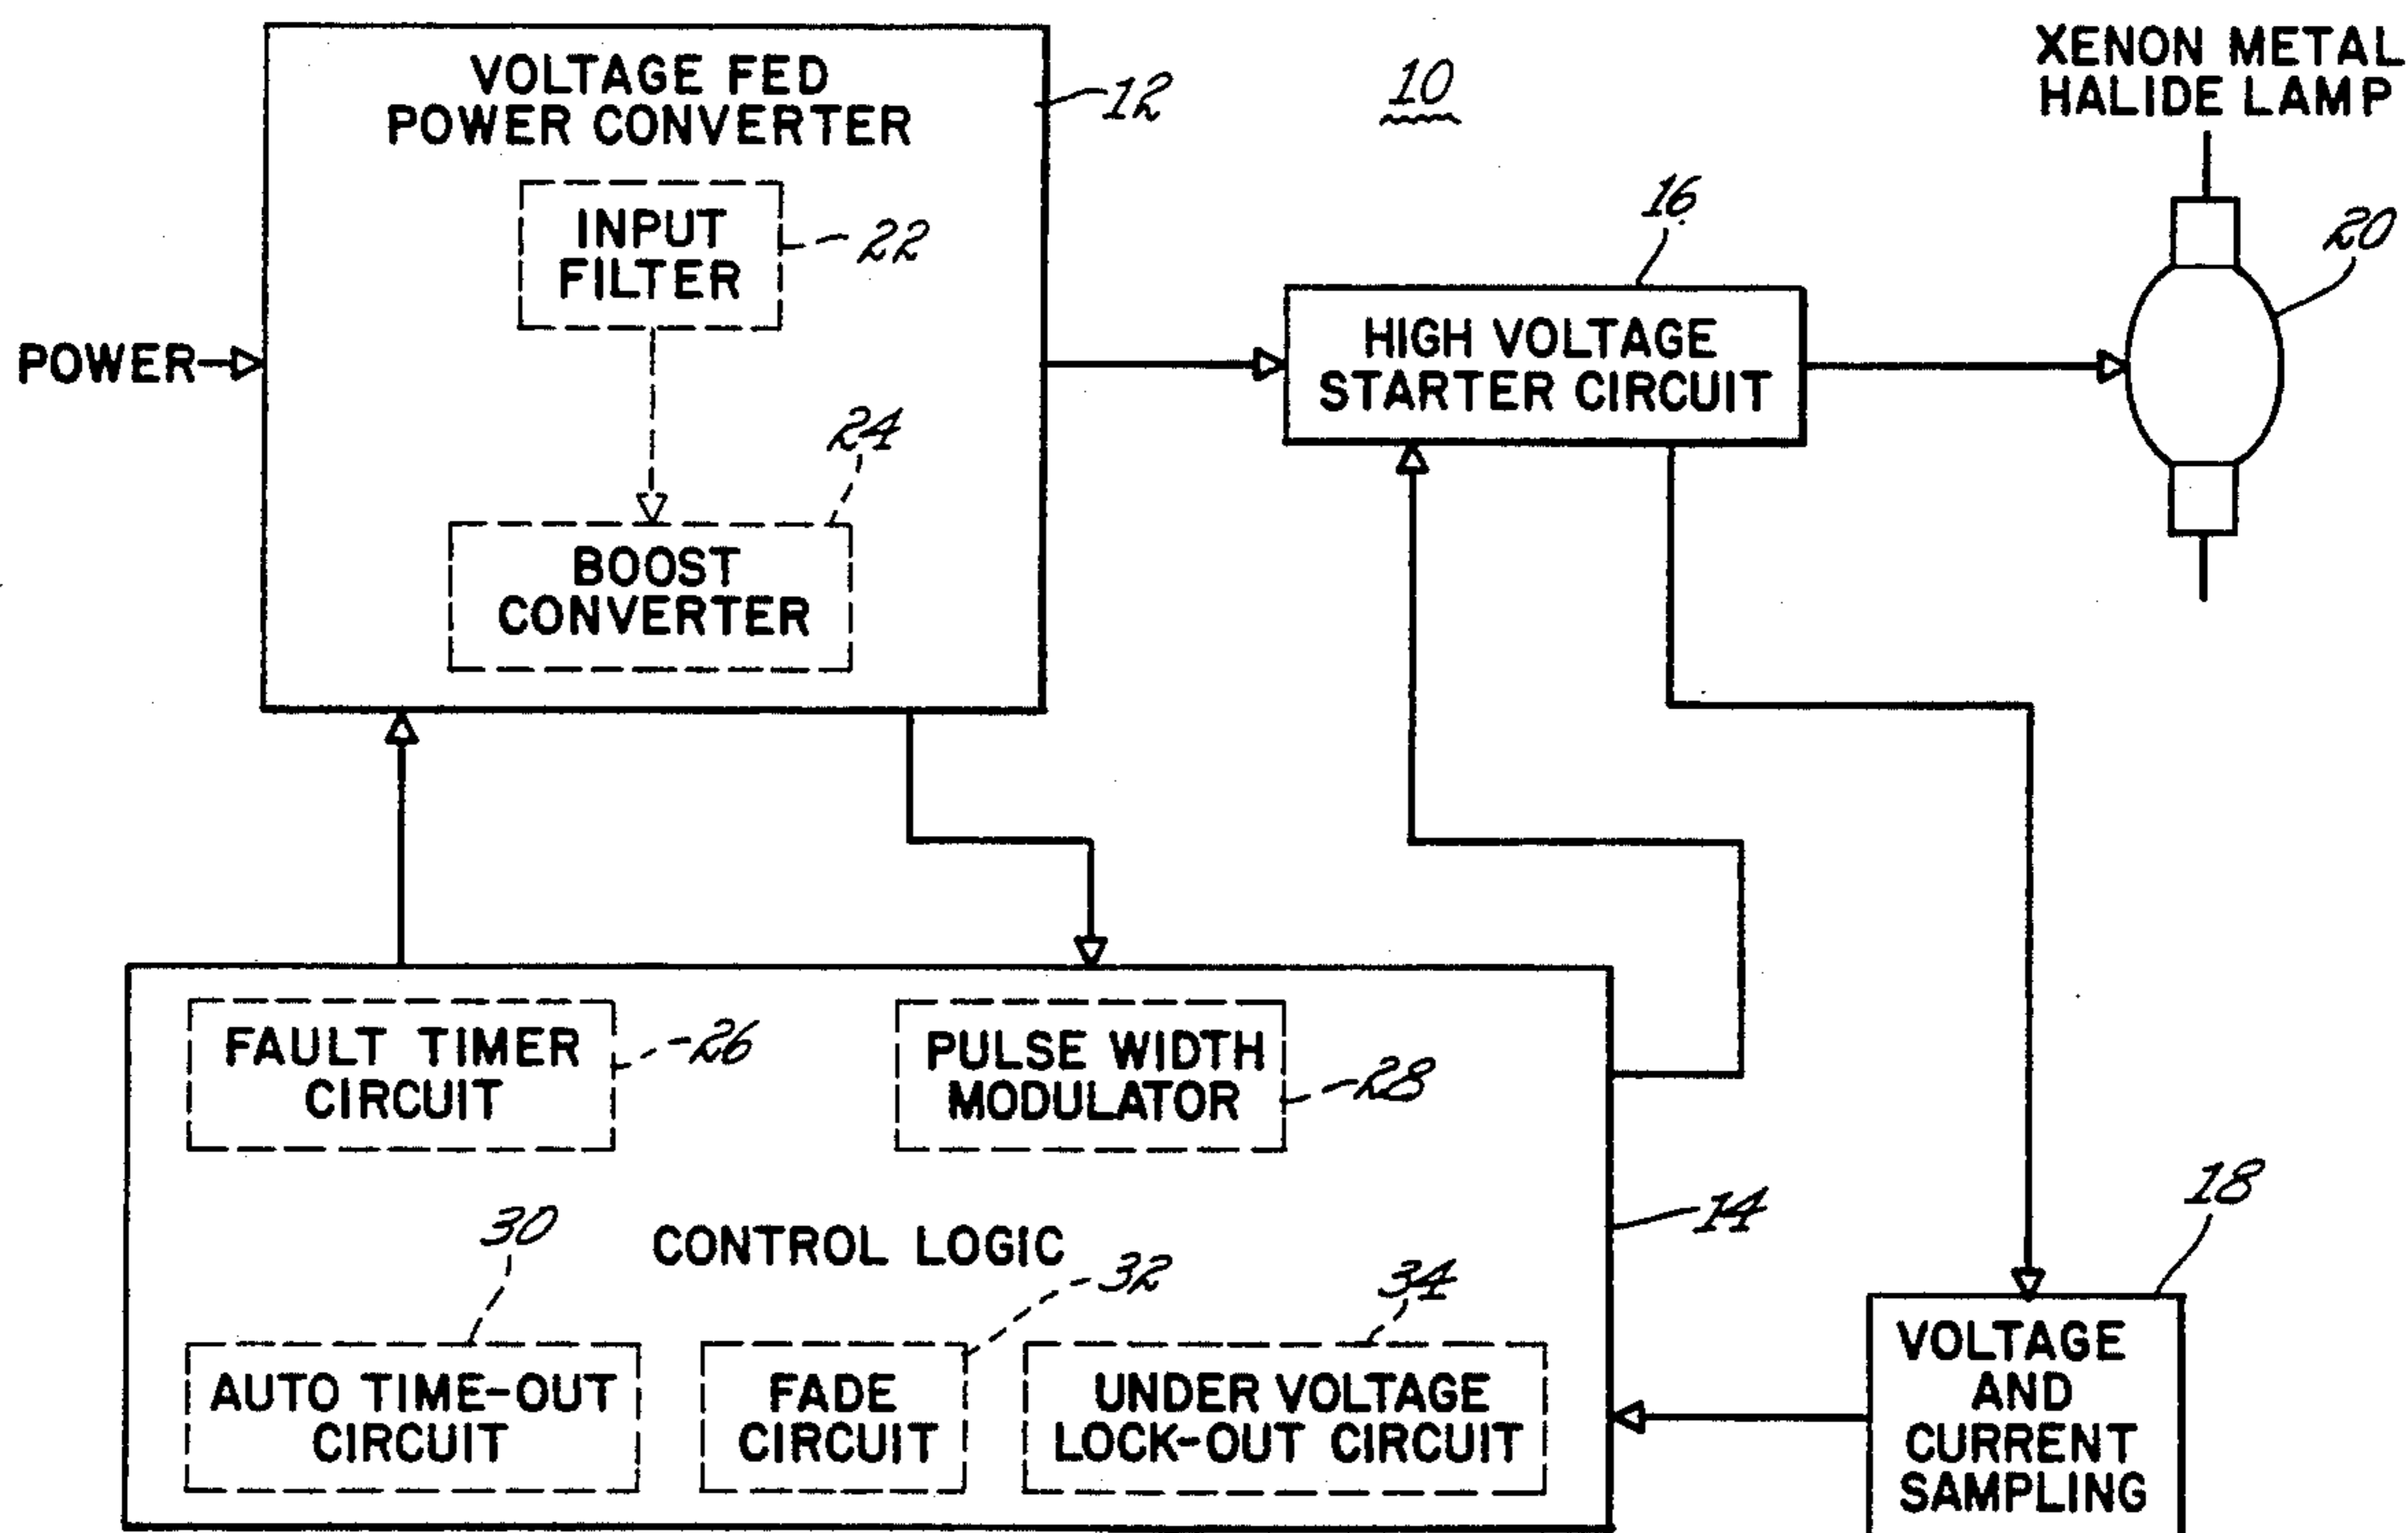 VOLTAGE FED
POWER CONVERTER
12
10
XENON METAL
HALIDE LAMP
INPUT
FILTER
22
16
20
POWER
HIGH VOLTAGE
STARTER CIRCUIT
24
BOOST
CONVERTER
FAULT TIMER
CIRCUIT
26
PULSE WIDTH
MODULATOR
28
14
18
CONTROL LOGIC
30
32
34
AUTO TIME-OUT
CIRCUIT
FADE
CIRCUIT
UNDER VOLTAGE
LOCK-OUT CIRCUIT
VOLTAGE
AND
CURRENT
SAMPLING